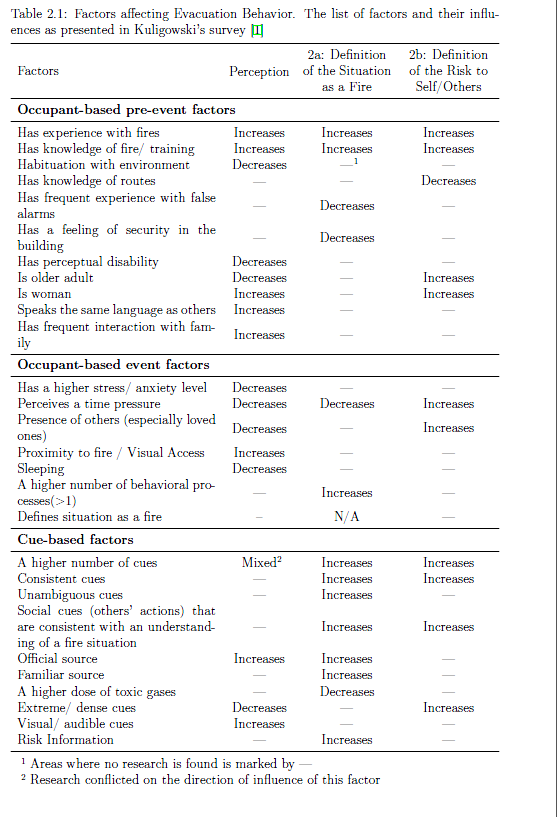 Table 2.1: Factors affecting Evacuation Behavior. The list of factors and their influ-
ences as presented in Kuligowski's survey [1]
Factors Perception 2a: Definition of the Situation as a Fire 2b: Definition of the Risk to Self/Others
Occupant-based pre-event factors
Has experience with fires Increases Increases Increases
Has knowledge of fire/ training Increases Increases Increases
Habituation with environment Decreases —1 —
Has knowledge of routes — — Decreases
Has frequent experience with false
alarms — Decreases —
Has a feeling of security in the
building — Decreases —
Has perceptual disability Decreases — —
Is older adult Decreases — Increases
Is woman Increases — Increases
Speaks the same language as others Increases — —
Has frequent interaction with fam-
ily Increases — —
Occupant-based event factors
Has a higher stress/ anxiety level Decreases — —
Perceives a time pressure Decreases Decreases Increases
Presence of others (especially loved
ones) Decreases — Increases
Proximity to fire / Visual Access Increases — —
Sleeping Decreases — —
A higher number of behavioral pro-
cesses(>1) — Increases —
Defines situation as a fire – N/A —
Cue-based factors
A higher number of cues Mixed2 Increases Increases
Consistent cues — Increases Increases
Unambiguous cues — Increases —
Social cues (others' actions) that
are consistent with an understand-
ing of a fire situation — Increases Increases
Official source Increases Increases —
Familiar source — Increases —
A higher dose of toxic gases — Decreases —
Extreme/ dense cues Decreases — Increases
Visual/ audible cues Increases — —
Risk Information — Increases —
1 Areas where no research is found is marked by —
2 Research conflicted on the direction of influence of this factor